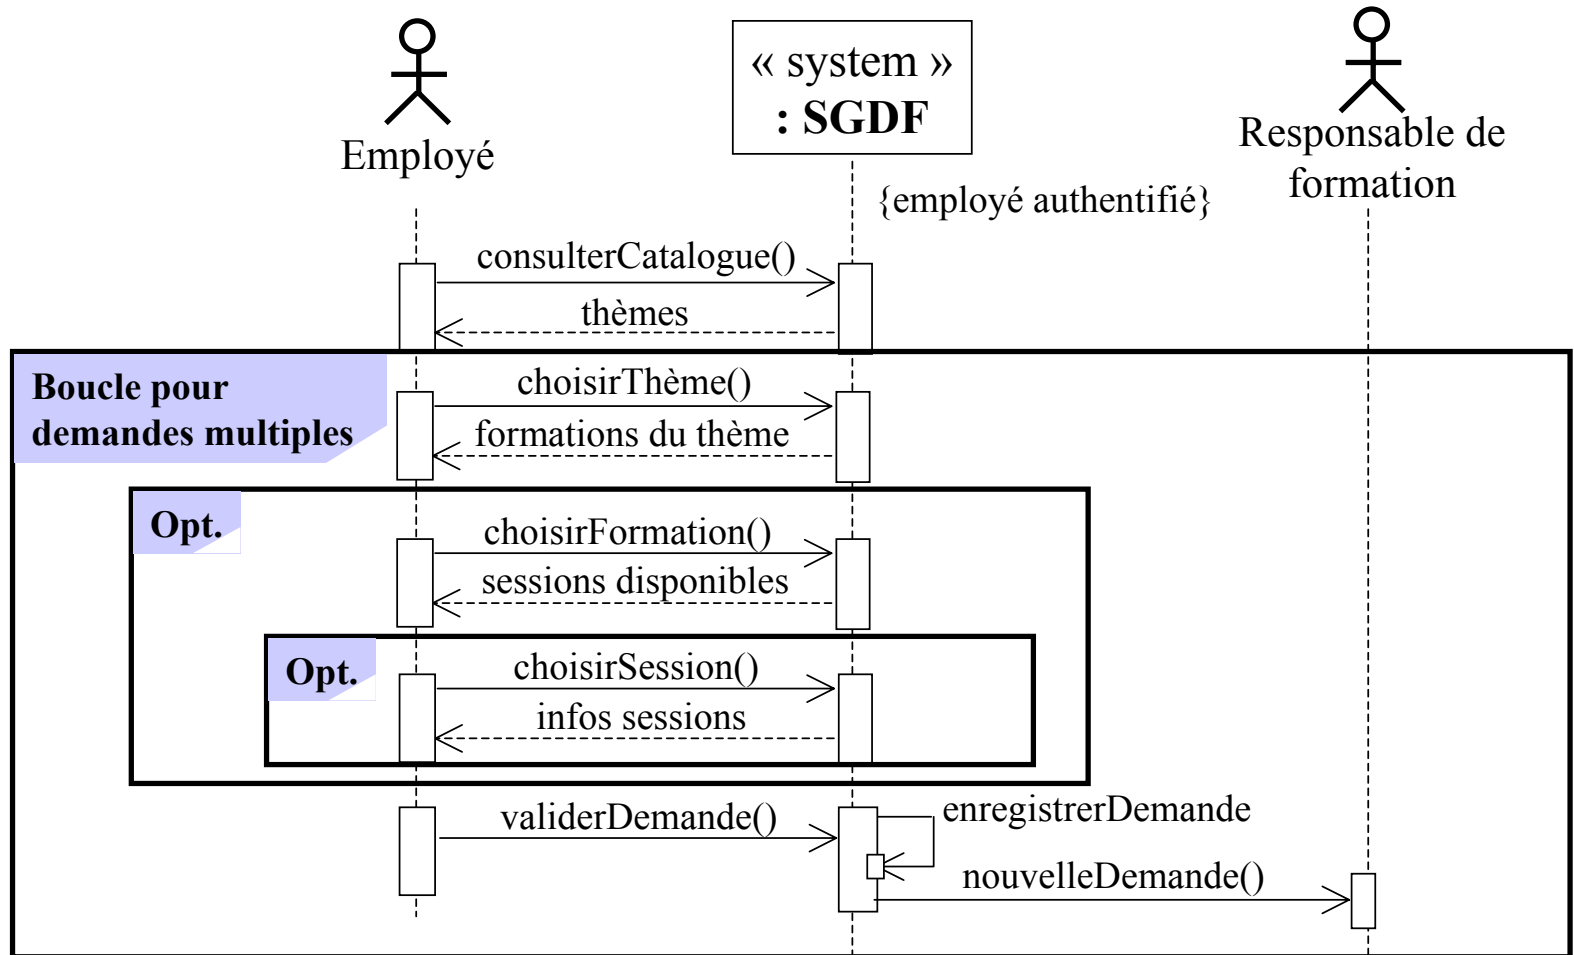 « system »
: SGDF
Employé
Responsable de
formation
{employé authentifié}
consulterCatalogue()
thèmes
Boucle pour
demandes multiples
choisirThème()
formations du thème
Opt.
choisirFormation()
sessions disponibles
Opt.
choisirSession()
infos sessions
validerDemande()
enregistrerDemande
nouvelleDemande()